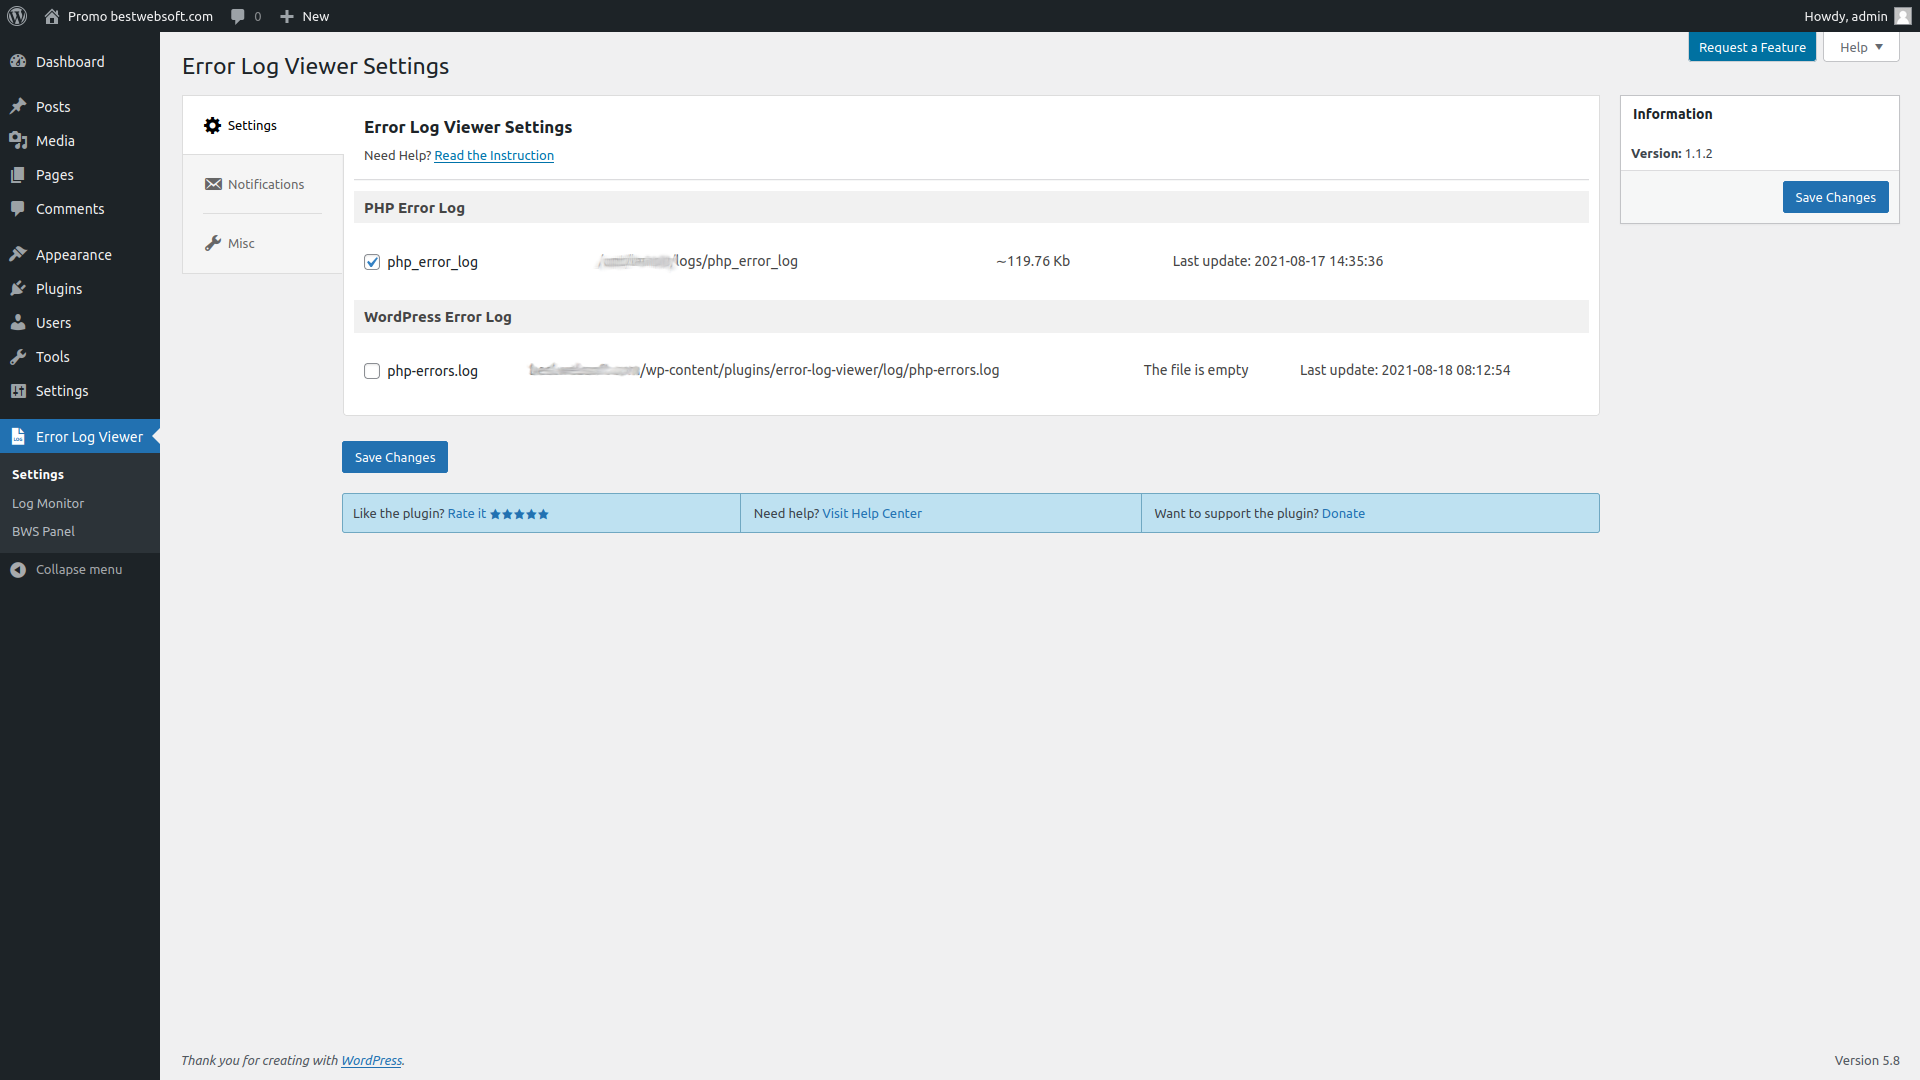 Promo bestwebsoft.com 0 New Howdy, admin
Request a Feature Help
Dashboard
Posts
Media
Pages
Comments
Appearance
Plugins
Users
Tools
Settings
Error Log Viewer
Settings
Log Monitor
BWS Panel
Collapse menu
Error Log Viewer Settings
Settings
Notifications
Misc
Error Log Viewer Settings
Need Help? Read the Instruction
PHP Error Log
php_error_log logs/php_error_log ~119.76 Kb Last update: 2021-08-17 14:35:36
WordPress Error Log
php-errors.log /wp-content/plugins/error-log-viewer/log/php-errors.log The file is empty Last update: 2021-08-18 08:12:54
Save Changes
Like the plugin? Rate it Need help? Visit Help Center Want to support the plugin? Donate
Information
Version: 1.1.2
Save Changes
Thank you for creating with WordPress. Version 5.8